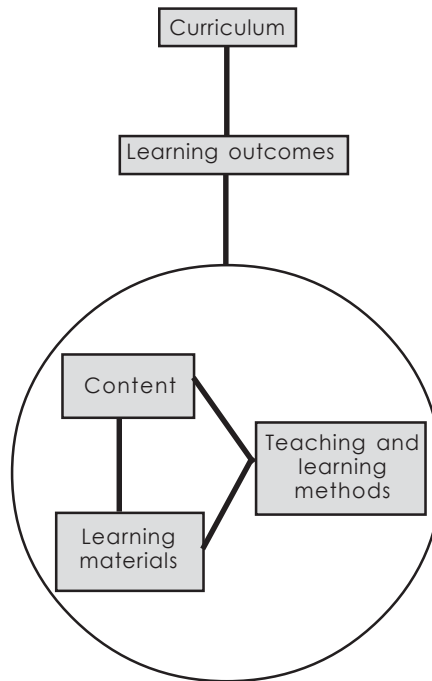 Curriculum
Learning outcomes
Content
Teaching and
learning
methods
Learning
materials